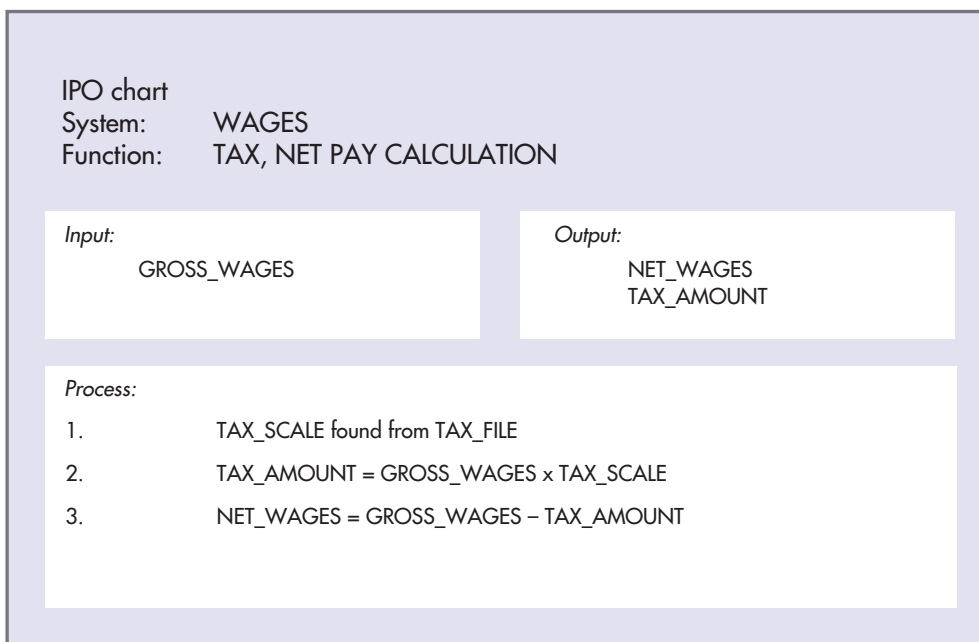 IPO chart
System: WAGES
Function: TAX, NET PAY CALCULATION
Input:
GROSS_WAGES
Output:
NET_WAGES
TAX_AMOUNT
Process:
1. TAX_SCALE found from TAX_FILE
2. TAX_AMOUNT = GROSS_WAGES x TAX_SCALE
3. NET_WAGES = GROSS_WAGES – TAX_AMOUNT